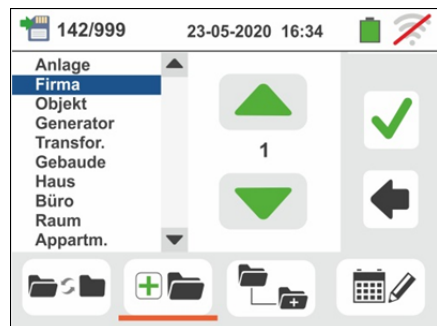 142/999 23-05-2020 16:34
Anlage
Firma
Objekt
Generator
Transfor.
Gebaude
Haus
Büro
Raum
Appartm.
1